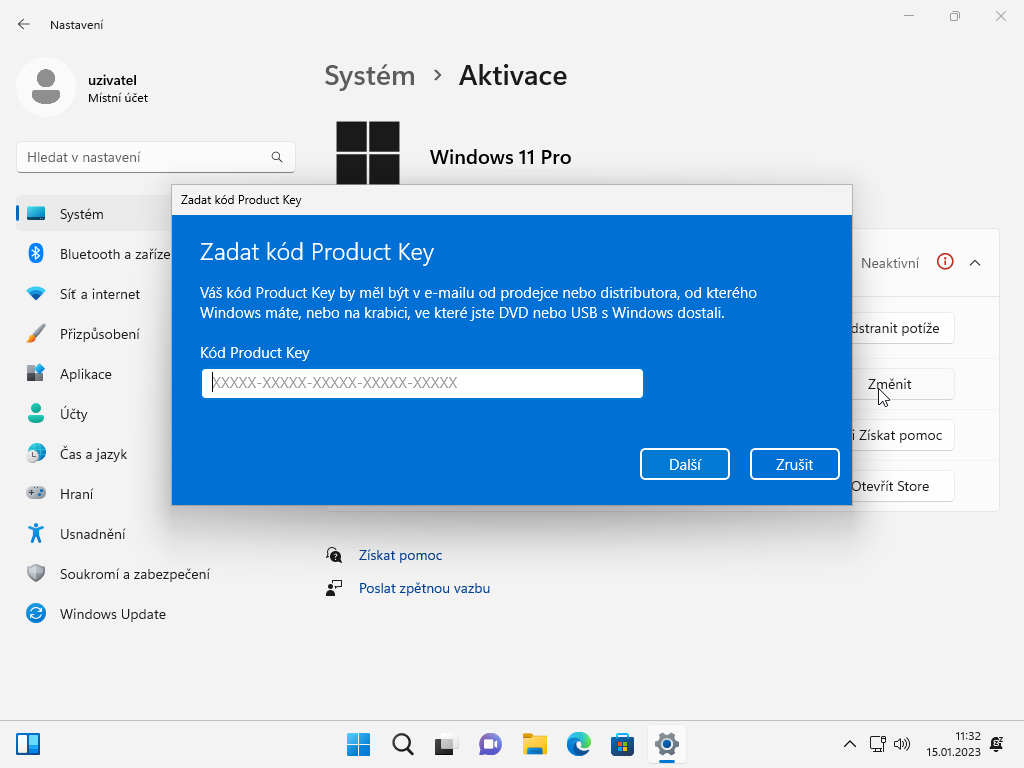 Nastavení
uzivatel
Místní účet
Hledat v nastavení
Systém
Bluetooth a zaříze
Síť a internet
Přizpůsobení
Aplikace
Účty
Čas a jazyk
Hraní
Usnadnění
Soukromí a zabezpečení
Windows Update
Systém > Aktivace
Windows 11 Pro
Neaktivní
dstranit potíže
Změnit
i Získat pomoc
Otevřít Store
Zadat kód Product Key
Zadat kód Product Key
Váš kód Product Key by měl být v e-mailu od prodejce nebo distributora, od kterého
Windows máte, nebo na krabici, ve které jste DVD nebo USB s Windows dostali.
Kód Product Key
XXXXX-XXXXX-XXXXX-XXXXX-XXXXX
Další
Zrušit
Získat pomoc
Poslat zpětnou vazbu
11:32
15.01.2023